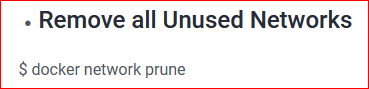 • Remove all Unused Networks
$ docker network prune